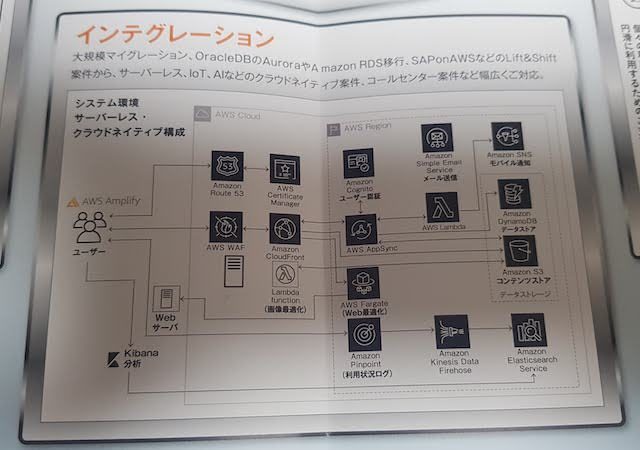 インテグレーション
大規模マイグレーション、OracleDBのAuroraやAmazon RDS移行、SAPonAWSなどのLift&Shift
案件から、サーバーレス、IoT、AIなどのクラウドネイティブ案件、コールセンター案件など幅広くご対応。
システム環境
サーバーレス・
クラウドネイティブ構成
AWS Cloud
AWS Region
53
Amazon
Route 53
AWS
Certificate
Manager
Amazon
Cognito
ユーザー認証
Amazon
Simple Email
Service
メール送信
Amazon SNS
モバイル通知
AWS Amplify
ユーザー
AWS WAF
Amazon
CloudFront
AWS AppSync
AWS Lambda
Amazon
DynamoDB
データストア
Amazon S3
コンテンツストア
データストレージ
Lambda
function
(画像最適化)
AWS Fargate
(Web最適化)
Web
サーバ
Kibana
分析
Amazon
Pinpoint
(利用状況ログ)
Amazon
Kinesis Data
Firehose
Amazon
Elasticsearch
Service
円滑に利用するため